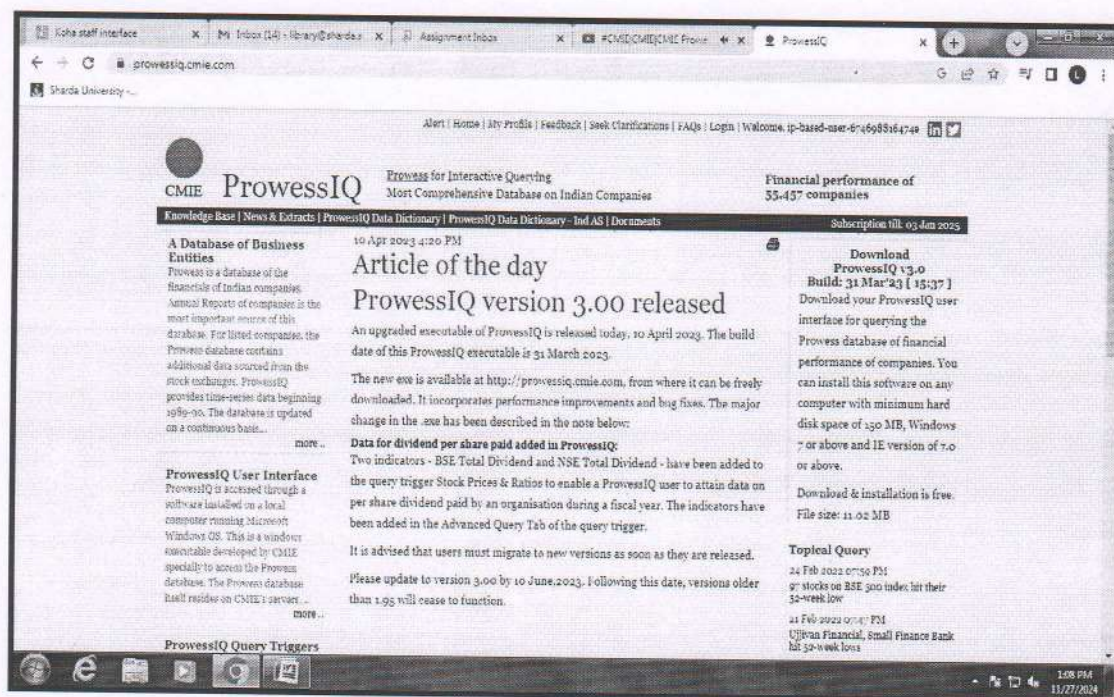 Koha staff interface
Inbox (14) - library@sharda.s
Assignment Inbox
#CMIE|CMIE|CMIE Prowe
ProwessIQ
prowessiq.cmie.com
Sharda University -...
Alert | Home | My Profile | Feedback | Seek Clarifications | FAQs | Login | Welcome, ip-based-user-6746988164749
CMIE ProwessIQ
Prowess for Interactive Querying
Most Comprehensive Database on Indian Companies
Financial performance of
55,457 companies
Knowledge Base | News & Extracts | ProwessIQ Data Dictionary | ProwessIQ Data Dictionary - Ind AS | Documents
Subscription till: 03 Jan 2025
A Database of Business
Entities
Prowess is a database of the
financials of Indian companies.
Annual Reports of companies is the
most important source of this
database. For listed companies, the
Prowess database contains
additional data sourced from the
stock exchanges. ProwessIQ
provides time-series data beginning
1989-90. The database is updated
on a continuous basis...
more ..
ProwessIQ User Interface
ProwessIQ is accessed through a
software installed on a local
computer running Microsoft
Windows OS. This is a windows
executable developed by CMIE
specially to access the Prowess
database. The Prowess database
itself resides on CMIE's servers. ..
more ..
ProwessIQ Query Triggers
10 Apr 2023 4:20 PM
Article of the day
ProwessIQ version 3.00 released
An upgraded executable of ProwessIQ is released today, 10 April 2023. The build
date of this ProwessIQ executable is 31 March 2023.
The new exe is available at http://prowessiq.cmie.com, from where it can be freely
downloaded. It incorporates performance improvements and bug fixes. The major
change in the .exe has been described in the note below:
Data for dividend per share paid added in ProwessIQ:
Two indicators - BSE Total Dividend and NSE Total Dividend - have been added to
the query trigger Stock Prices & Ratios to enable a ProwessIQ user to attain data on
per share dividend paid by an organisation during a fiscal year. The indicators have
been added in the Advanced Query Tab of the query trigger.
It is advised that users must migrate to new versions as soon as they are released.
Please update to version 3.00 by 10 June,2023. Following this date, versions older
than 1.95 will cease to function.
Download
ProwessIQ v3.0
Build: 31 Mar'23 [ 15:37 ]
Download your ProwessIQ user
interface for querying the
Prowess database of financial
performance of companies. You
can install this software on any
computer with minimum hard
disk space of 150 MB, Windows
7 or above and IE version of 7.0
or above.
Download & installation is free.
File size: 11.02 MB
Topical Query
24 Feb 2022 07:50 PM
97 stocks on BSE 500 index hit their
52-week low
21 Feb 2022 07:47 PM
Ujjivan Financial, Small Finance Bank
hit 52-week lows
1:08 PM
11/27/2024